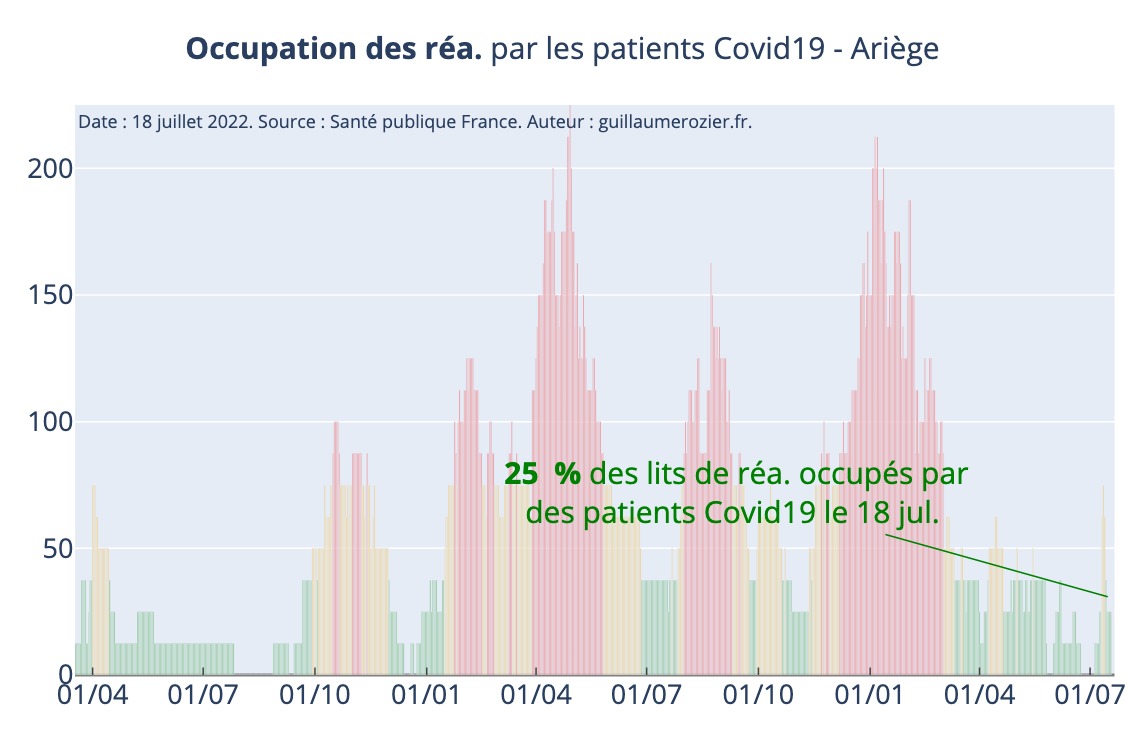 Occupation des réa. par les patients Covid19 - Ariège
Date : 18 juillet 2022. Source : Santé publique France. Auteur : guillaumerozier.fr.
200
150
100
25 % des lits de réa. occupés par
des patients Covid19 le 18 jul.
50
0
01/04 01/07 01/10 01/01 01/04 01/07 01/10 01/01 01/04 01/07